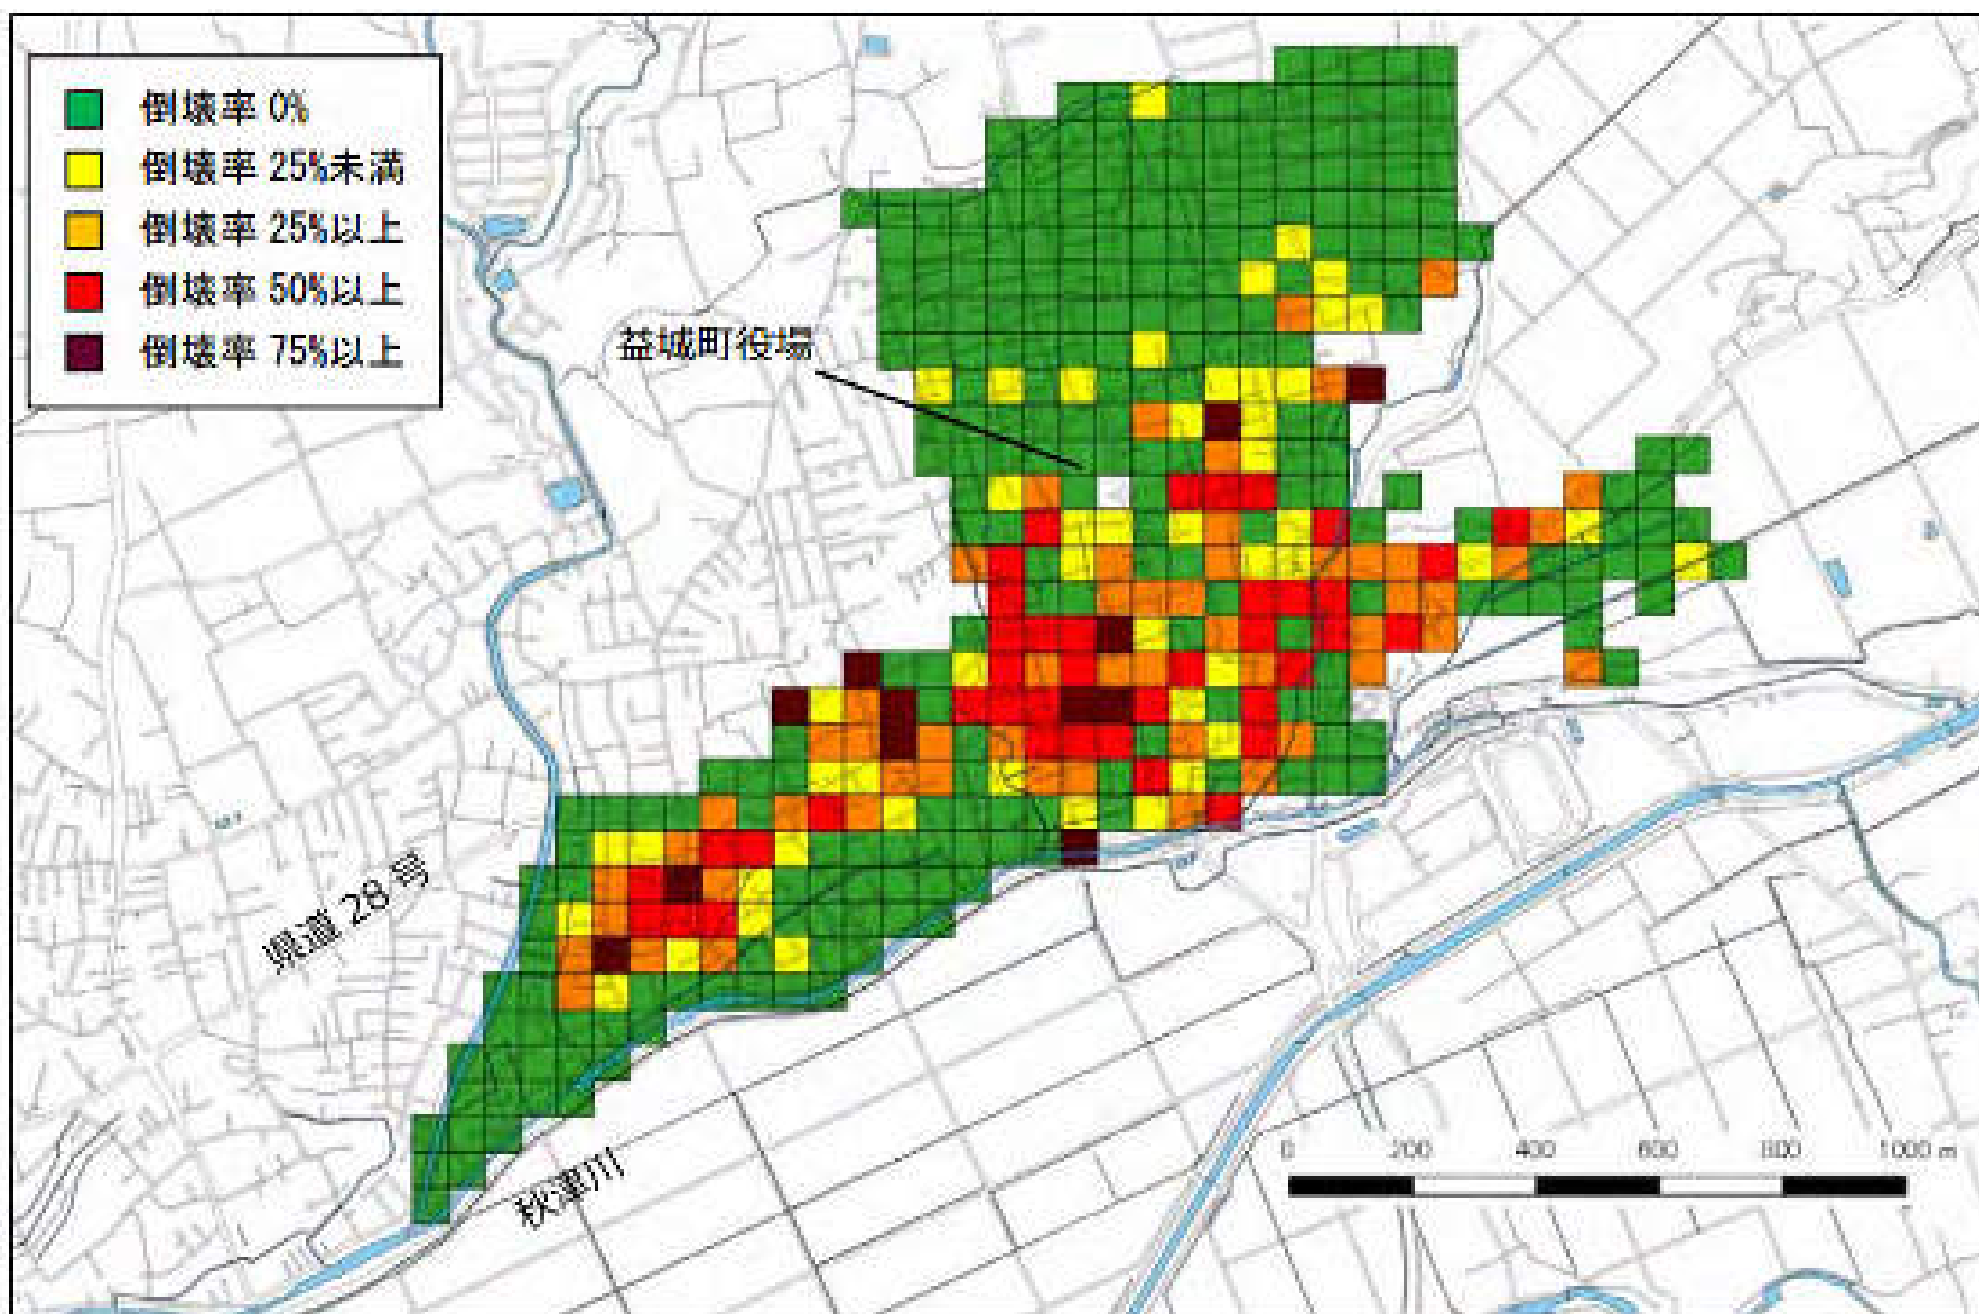 倒壊率 0%
倒壊率 25%未満
倒壊率 25%以上
倒壊率 50%以上
倒壊率 75%以上
益城町役場
県道 28 号
秋津川
0 200 400 600 800 1000 m